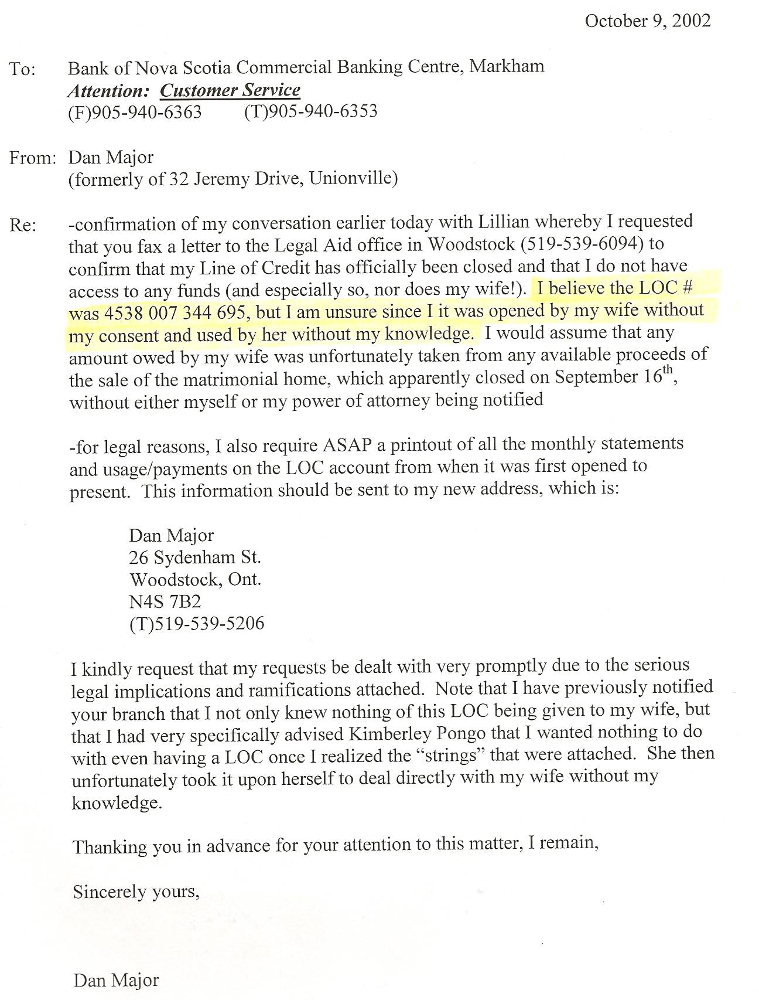 October 9, 2002
To: Bank of Nova Scotia Commercial Banking Centre, Markham
Attention: Customer Service
(F)905-940-6363 (T)905-940-6353
From: Dan Major
(formerly of 32 Jeremy Drive, Unionville)
Re: -confirmation of my conversation earlier today with Lillian whereby I requested
that you fax a letter to the Legal Aid office in Woodstock (519-539-6094) to
confirm that my Line of Credit has officially been closed and that I do not have
access to any funds (and especially so, nor does my wife!). I believe the LOC #
was 4538 007 344 695, but I am unsure since I it was opened by my wife without
my consent and used by her without my knowledge. I would assume that any
amount owed by my wife was unfortunately taken from any available proceeds of
the sale of the matrimonial home, which apparently closed on September 16th,
without either myself or my power of attorney being notified
-for legal reasons, I also require ASAP a printout of all the monthly statements
and usage/payments on the LOC account from when it was first opened to
present. This information should be sent to my new address, which is:
Dan Major
26 Sydenham St.
Woodstock, Ont.
N4S 7B2
(T)519-539-5206
I kindly request that my requests be dealt with very promptly due to the serious
legal implications and ramifications attached. Note that I have previously notified
your branch that I not only knew nothing of this LOC being given to my wife, but
that I had very specifically advised Kimberley Pongo that I wanted nothing to do
with even having a LOC once I realized the “strings” that were attached. She then
unfortunately took it upon herself to deal directly with my wife without my
knowledge.
Thanking you in advance for your attention to this matter, I remain,
Sincerely yours,
Dan Major